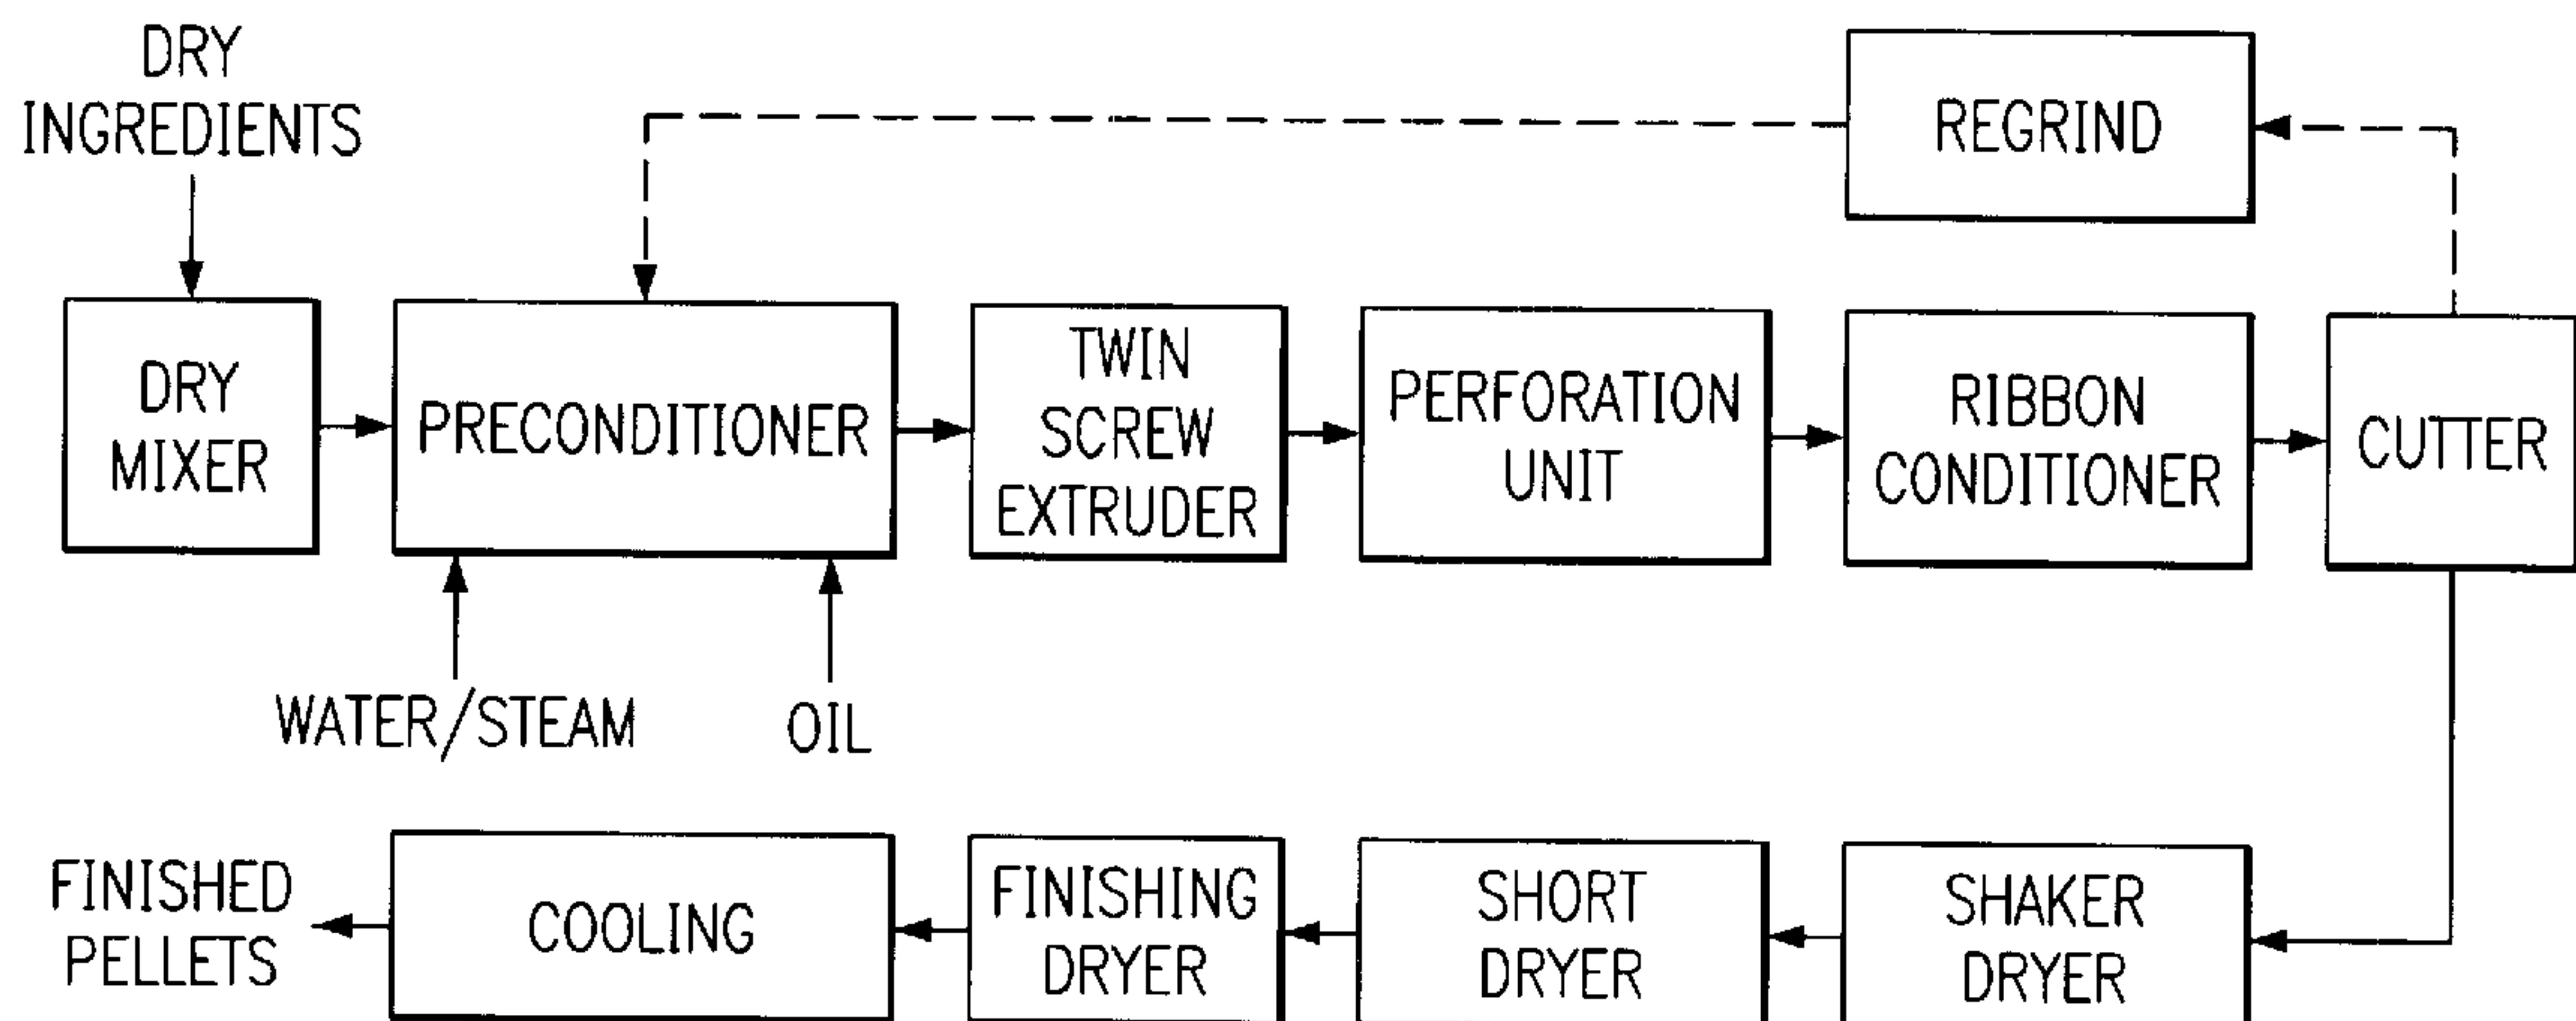 DRY
INGREDIENTS
REGRIND
DRY
MIXER
PRECONDITIONER
TWIN
SCREW
EXTRUDER
PERFORATION
UNIT
RIBBON
CONDITIONER
CUTTER
WATER/STEAM
OIL
FINISHED
PELLETS
COOLING
FINISHING
DRYER
SHORT
DRYER
SHAKER
DRYER